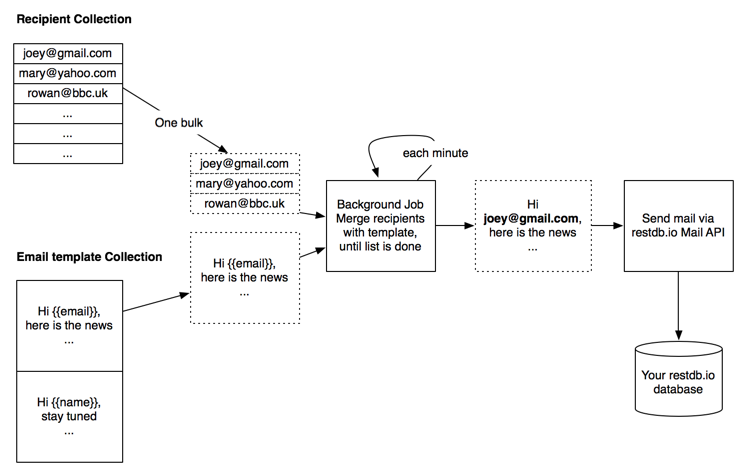 Recipient Collection
joey@gmail.com
mary@yahoo.com
rowan@bbc.uk
...
...
...
One bulk
joey@gmail.com
mary@yahoo.com
rowan@bbc.uk
Email template Collection
Hi {{email}},
here is the news
...
Hi {{name}},
stay tuned
...
Hi {{email}},
here is the news
...
each minute
Background Job
Merge recipients
with template,
until list is done
Hi
joey@gmail.com,
here is the news
...
Send mail via
restdb.io Mail API
Your restdb.io
database